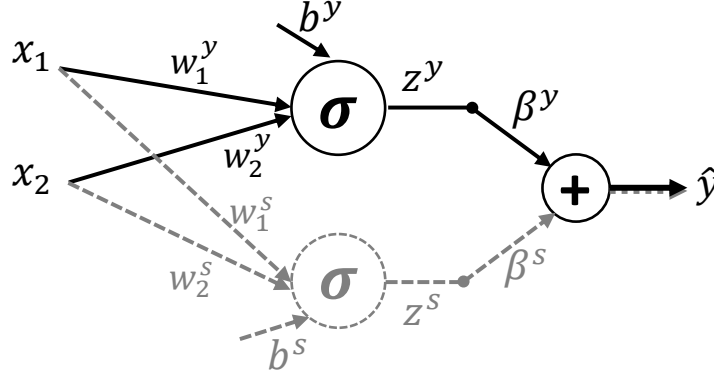 b^y
x_1
w_1^y
z^y
σ
β^y
x_2
w_2^y
+
ŷ
w_1^s
w_2^s
σ
β^s
z^s
b^s